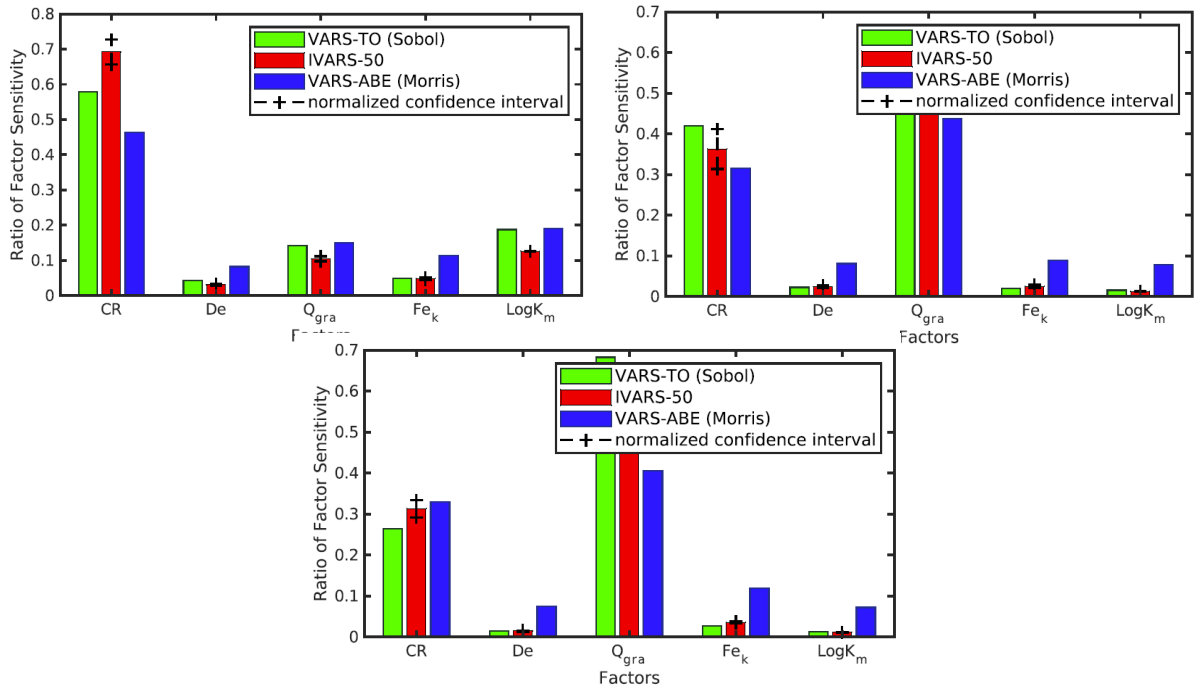 0.8
0.7
0.6
0.5
0.4
0.3
0.2
0.1
0
Ratio of Factor Sensitivity
VARS-TO (Sobol)
IVARS-50
VARS-ABE (Morris)
normalized confidence interval
CR De Qgra Fek LogKm
Factors
0.7
0.6
0.5
0.4
0.3
0.2
0.1
0
Ratio of Factor Sensitivity
VARS-TO (Sobol)
IVARS-50
VARS-ABE (Morris)
normalized confidence interval
CR De Qgra Fek LogKm
Factors
0.7
0.6
0.5
0.4
0.3
0.2
0.1
0
Ratio of Factor Sensitivity
VARS-TO (Sobol)
IVARS-50
VARS-ABE (Morris)
normalized confidence interval
CR De Qgra Fek LogKm
Factors